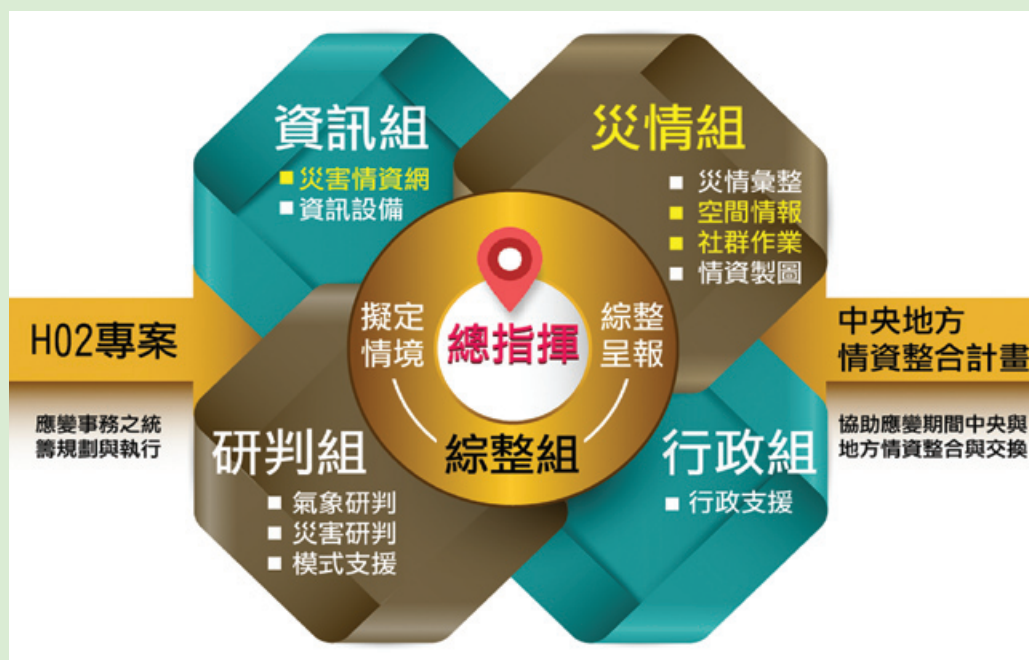 資訊組
■災害情資網
■資訊設備
災情組
■ 災情彙整
■ 空間情報
■ 社群作業
■ 情資製圖
H02專案
應變事務之統
籌規劃與執行
擬定
情境
總指揮
綜整
呈報
綜整組
中央地方
情資整合計畫
協助應變期間中央與
地方情資整合與交換
研判組
■ 氣象研判
■ 災害研判
■ 模式支援
行政組
■ 行政支援